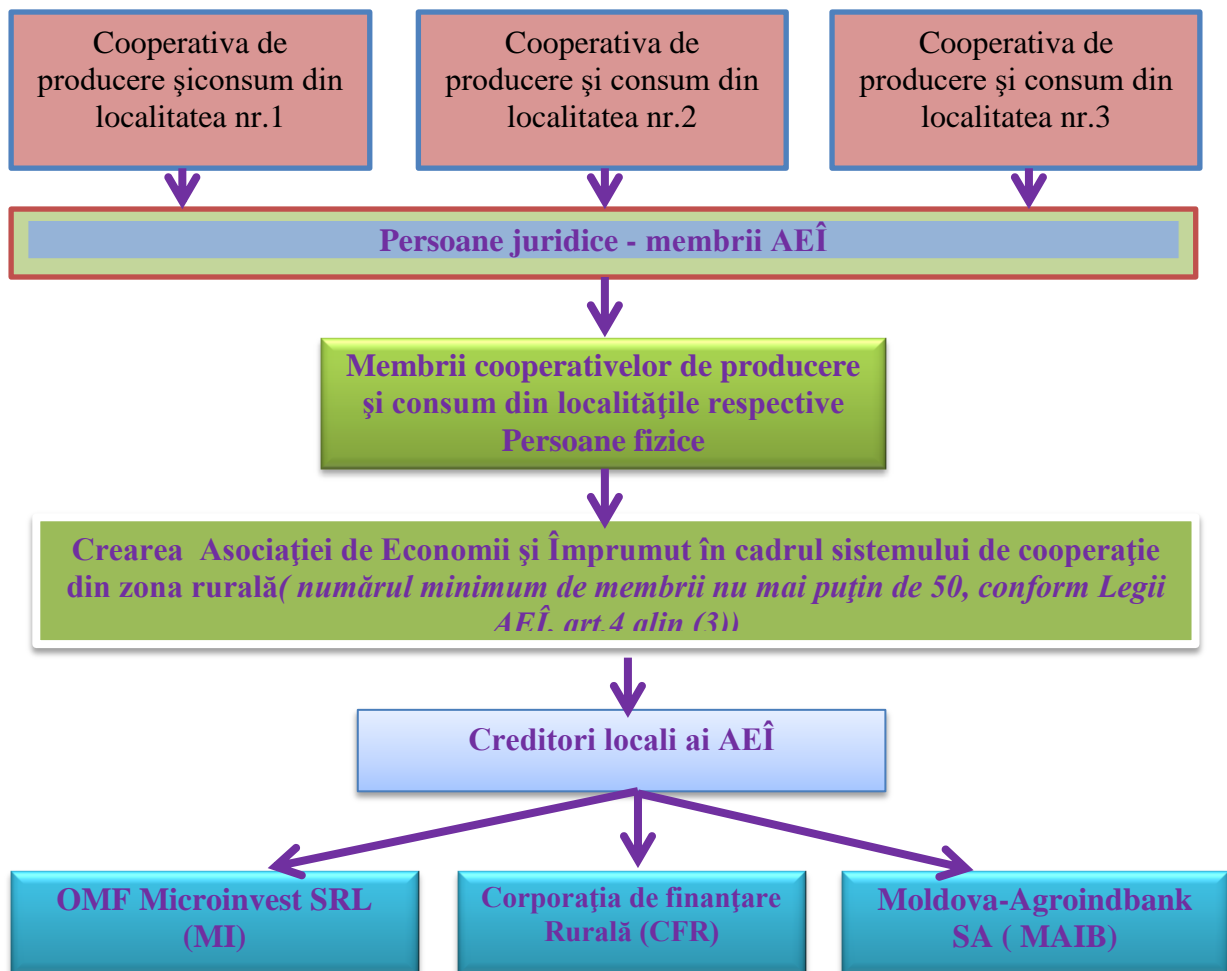 Cooperativa de
producere şiconsum din
localitatea nr.1
Cooperativa de
producere şi consum din
localitatea nr.2
Cooperativa de
producere şi consum din
localitatea nr.3
Persoane juridice - membrii AEÎ
Membrii cooperativelor de producere
şi consum din localităţile respective
Persoane fizice
Crearea Asociaţiei de Economii şi Împrumut în cadrul sistemului de cooperaţie
din zona rurală( numărul minimum de membrii nu mai puţin de 50, conform Legii
AEÎ, art.4 alin (3))
Creditori locali ai AEÎ
OMF Microinvest SRL
(MI)
Corporaţia de finanţare
Rurală (CFR)
Moldova-Agroindbank
SA ( MAIB)